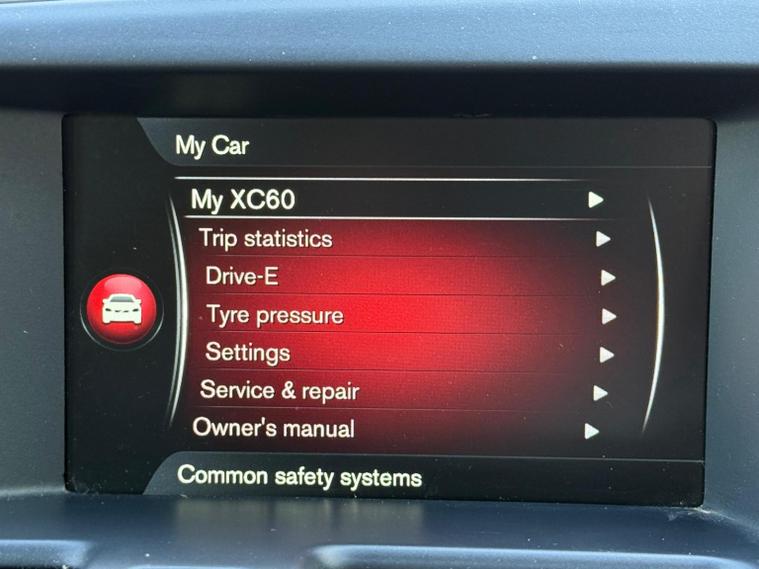 My Car
My XC60
Trip statistics
Drive-E
Tyre pressure
Settings
Service & repair
Owner's manual
Common safety systems